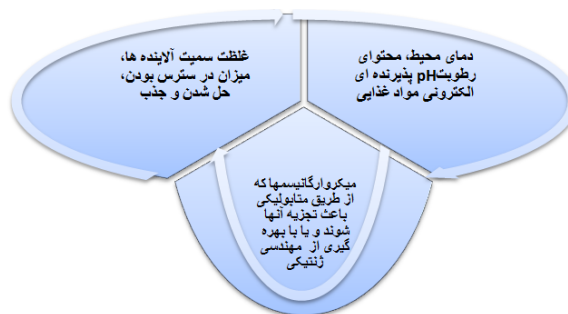 دمای محیط، محتوای
رطوبتpH پذیرنده ای
الکترونی مواد غذایی
غلظت سمیت آلاینده ها،
میزان در سترس بودن،
حل شدن و جذب
میکروارگانیسمها که
از طریق متابولیکی
باعث تجزیه آنها
شوند و یا با بهره
گیری از مهندسی
ژنتیکی